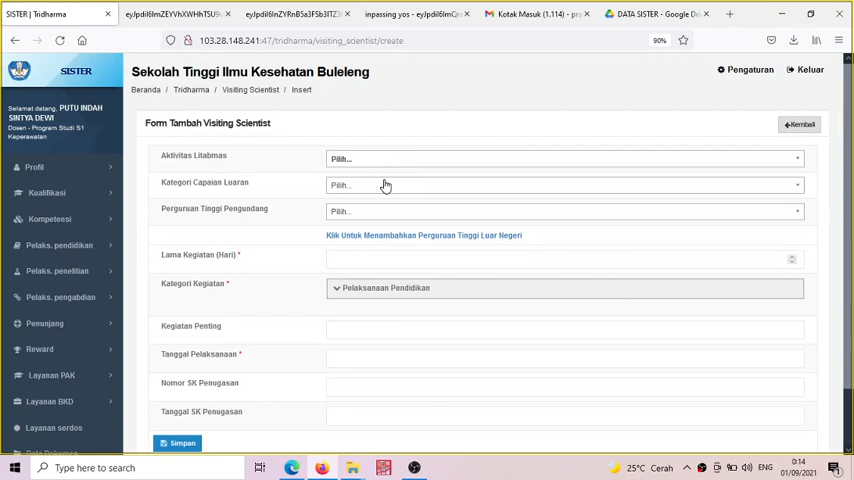 SISTER | Tridharma
eyJpdiI6ImZEYVhXWHhTSU9
eyJpdiI6InZYRnB5a3FSb3ITZ
inpassing yos - eyJpdiI6ImQ
Kotak Masuk (1.114) - p
DATA SISTER - Google D
103.28.148.241:47/tridharma/visiting_scientist/create
90%
SISTER
Sekolah Tinggi Ilmu Kesehatan Buleleng
Pengaturan
Keluar
Beranda / Tridharma / Visiting Scientist / Insert
Selamat datang, PUTU INDAH
SINTYA DEWI
Dosen - Program Studi S1
Keperawatan
Form Tambah Visiting Scientist
Kembali
Profil
Kualifikasi
Kompetensi
Pelaks. pendidikan
Pelaks. penelitian
Pelaks. pengabdian
Penunjang
Reward
Layanan PAK
Layanan BKD
Layanan serdos
Aktivitas Litabmas
Pilih...
Kategori Capaian Luaran
Pilih...
Perguruan Tinggi Pengundang
Pilih...
Klik Untuk Menambahkan Perguruan Tinggi Luar Negeri
Lama Kegiatan (Hari) *
Kategori Kegiatan *
Pelaksanaan Pendidikan
Kegiatan Penting
Tanggal Pelaksanaan *
Nomor SK Penugasan
Tanggal SK Penugasan
Simpan
Type here to search
25°C Cerah
ENG
0:14
01/09/2021